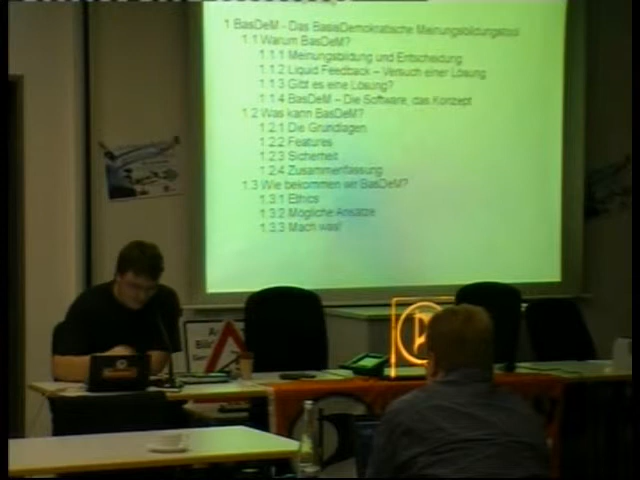 1 BasDeM - Das BasisDemokratische Meinungsbildungstool
1.1 Warum BasDeM?
1.1.1 Meinungsbildung und Entscheidung
1.1.2 Liquid Feedback – Versuch einer Lösung
1.1.3 Gibt es eine Lösung?
1.1.4 BasDeM – Die Software, das Konzept
1.2 Was kann BasDeM?
1.2.1 Die Grundlagen
1.2.2 Features
1.2.3 Sicherheit
1.2.4 Zusammenfassung
1.3 Wie bekommen wir BasDeM?
1.3.1 Ethics
1.3.2 Mögliche Ansätze
1.3.3 Mach was!